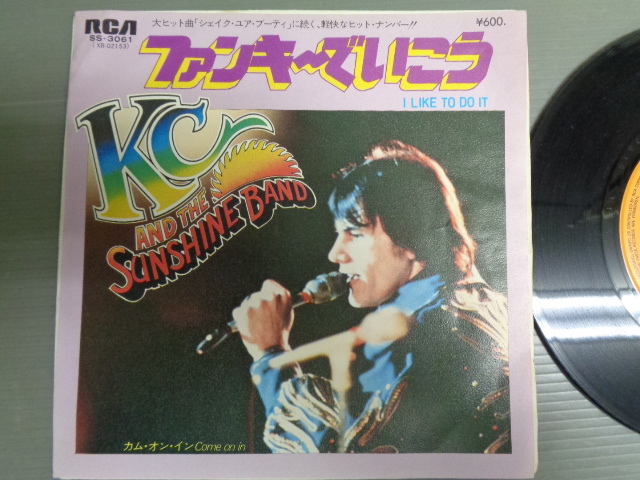 RCA
SS-3061
(XB-02153)
大ヒット曲「シェイク・ユア・ブーティ」に続く、軽快なヒット・ナンバー!!
¥600.
ファンキーでいこう
I LIKE TO DO IT
KC
AND THE
SUNSHINE BAND
カム・オン・イン Come on in